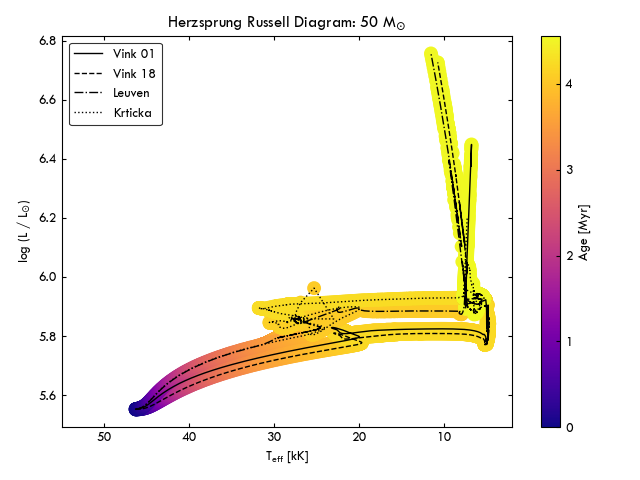 Herzsprung Russell Diagram: 50 M☉
6.8
6.6
6.4
6.2
6.0
5.8
5.6
log (L / L☉)
Vink 01
Vink 18
Leuven
Krticka
50
40
30
20
10
Teff [kK]
4
3
2
1
0
Age [Myr]